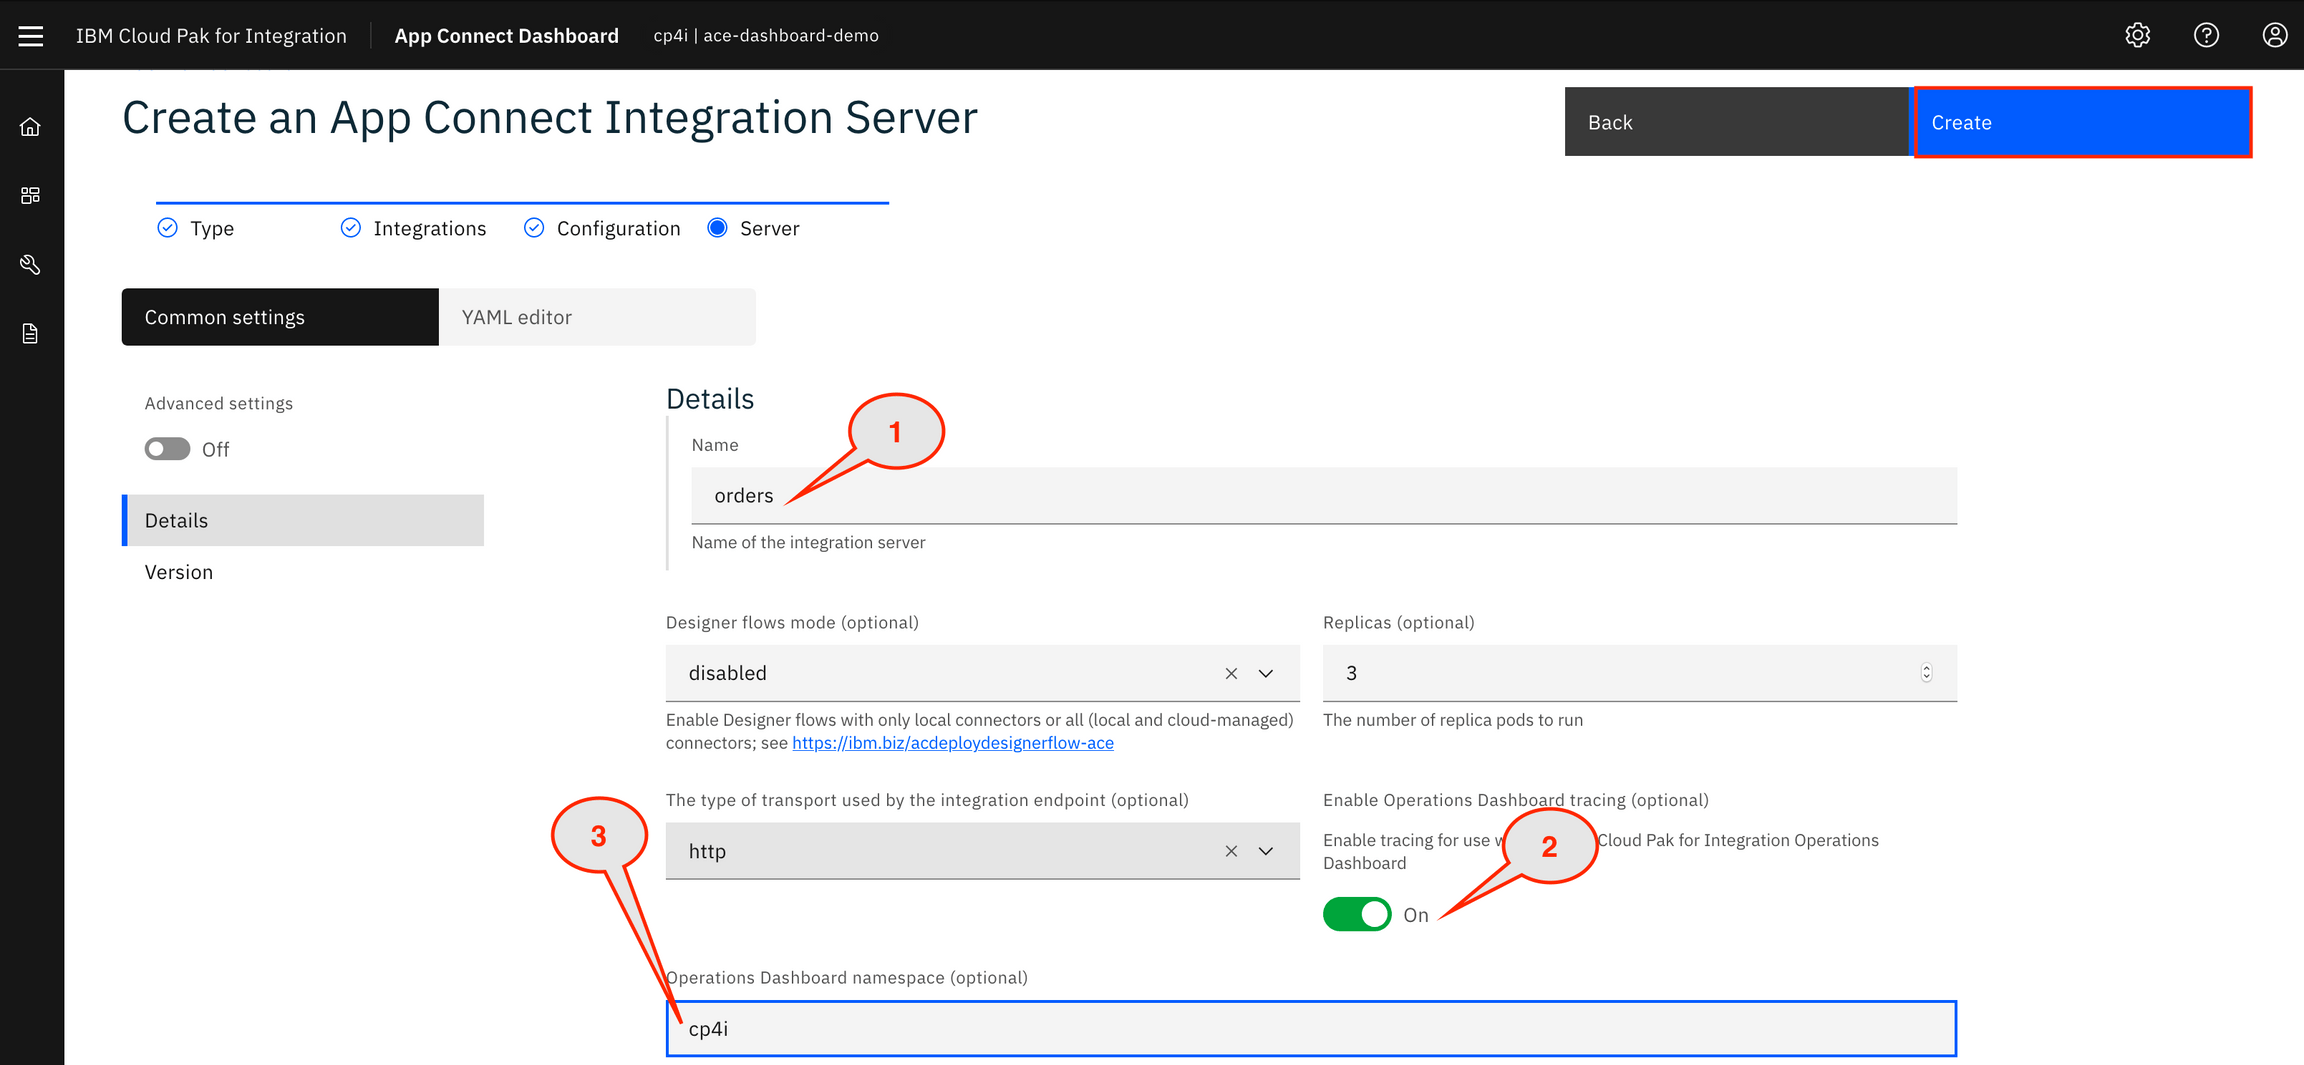 IBM Cloud Pak for Integration
App Connect Dashboard
cp4i | ace-dashboard-demo
Create an App Connect Integration Server
Back
Create
Type
Integrations
Configuration
Server
Common settings
YAML editor
Advanced settings
Off
Details
Version
Details
1
Name
orders
Name of the integration server
Designer flows mode (optional)
disabled
Enable Designer flows with only local connectors or all (local and cloud-managed)
connectors; see https://ibm.biz/acdeploydesignerflow-ace
Replicas (optional)
3
The number of replica pods to run
The type of transport used by the integration endpoint (optional)
http
3
Enable Operations Dashboard tracing (optional)
Enable tracing for use Cloud Pak for Integration Operations
Dashboard
2
On
Operations Dashboard namespace (optional)
cp4i